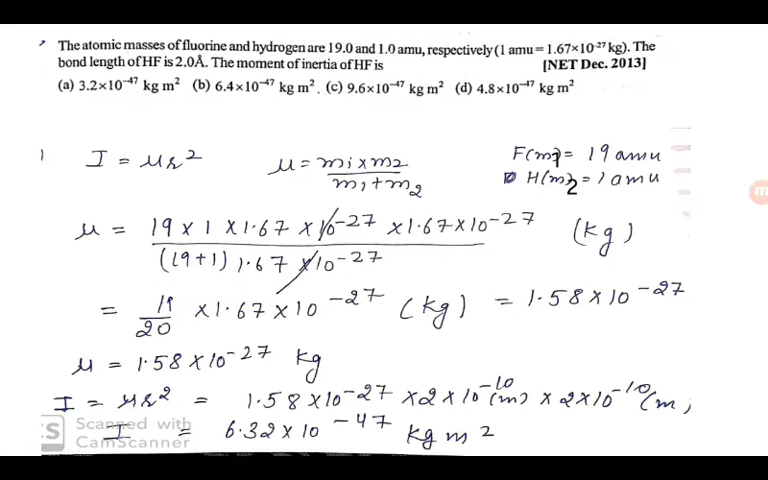 The atomic masses of fluorine and hydrogen are 19.0 and 1.0 amu, respectively (1 amu = 1.67×10⁻²⁷ kg). The
bond length of HF is 2.0Å. The moment of inertia of HF is [NET Dec. 2013]
(a) 3.2×10⁻⁴⁷ kg m² (b) 6.4×10⁻⁴⁷ kg m². (c) 9.6×10⁻⁴⁷ kg m² (d) 4.8×10⁻⁴⁷ kg m²
I = μr² μ = m₁×m₂ / m₁+m₂ F(m₁) = 19 amu
H(m₂) = 1 amu
μ = 19 × 1 × 1.67 × 10⁻²⁷ × 1.67 × 10⁻²⁷ / (19+1) 1.67 × 10⁻²⁷ (kg)
= 19/20 × 1.67 × 10⁻²⁷ (kg) = 1.58 × 10⁻²⁷
μ = 1.58 × 10⁻²⁷ kg
I = μr² = 1.58 × 10⁻²⁷ × 2 × 10⁻¹⁰ (m) × 2 × 10⁻¹⁰ (m,
I = 6.32 × 10⁻⁴⁷ kg m²
CS Scanned with
CamScanner